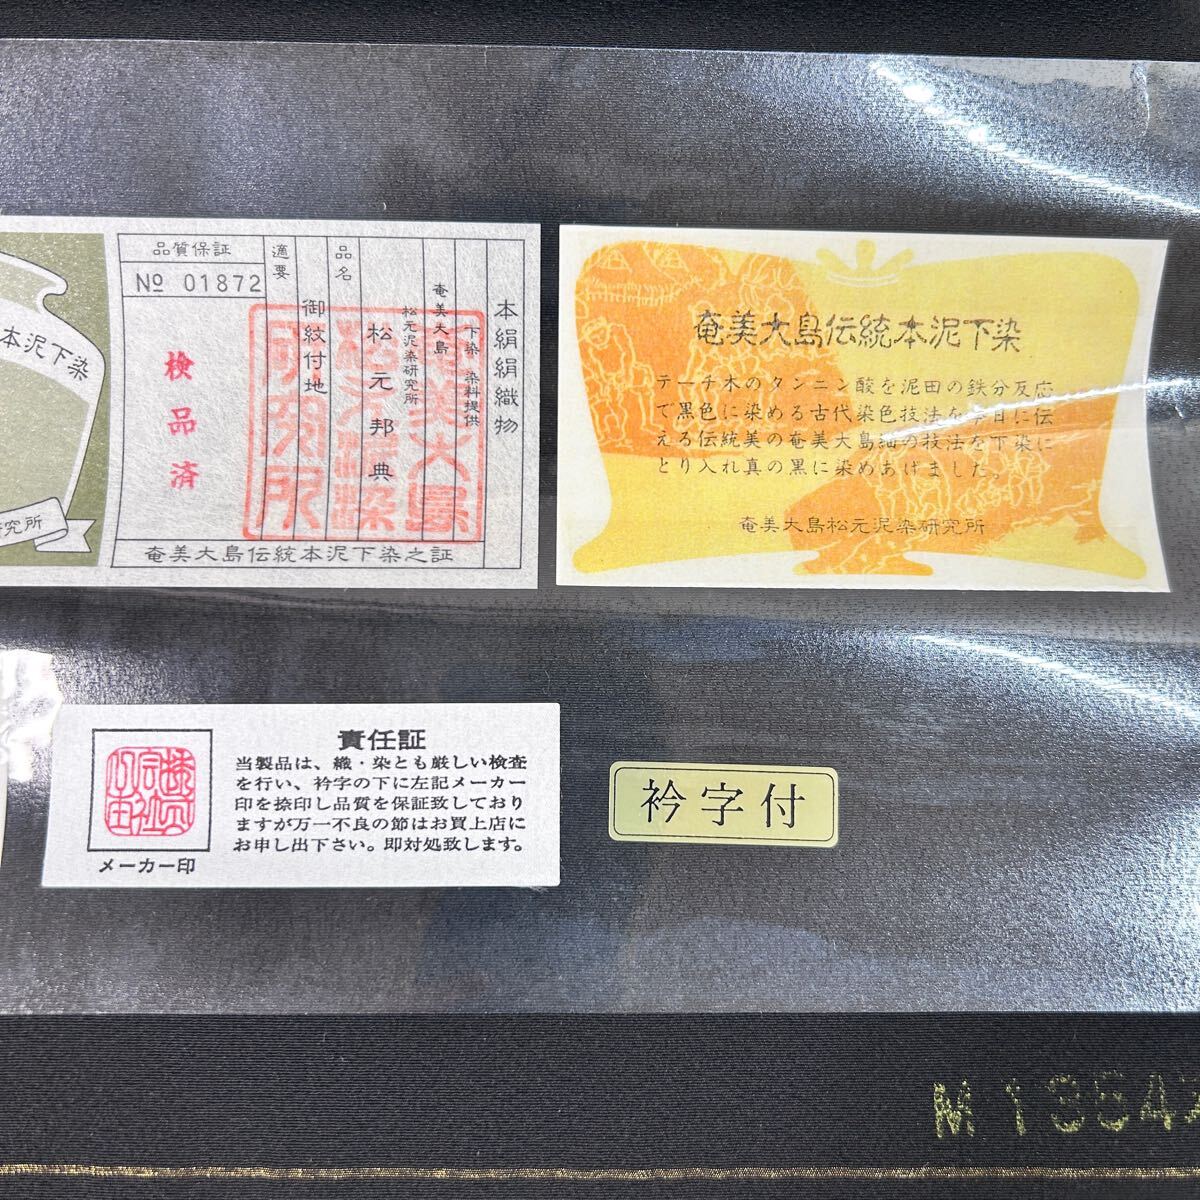 本泥下染
究所
品質保証
№ 01872
検品済
適要
品名
御紋付地
松元邦典
奄美大島
松元泥染研究所
下染 染料提供
本絹絹織物
奄美大島伝統本泥下染之証
奄美大島伝統本泥下染
テーチ木のタンニン酸を泥田の鉄分反応
で黒色に染める古代染色技法を今日に伝
える伝統美の奄美大島紬の技法を下染に
とり入れ真の黒に染めあげました。
奄美大島松元泥染研究所
責任証
当製品は、織・染とも厳しい検査
を行い、衿字の下に左記メーカー
印を捺印し品質を保証致しており
ますが万一不良の節はお買上店に
お申し出下さい。即対処致します。
メーカー印
衿字付
M 13647